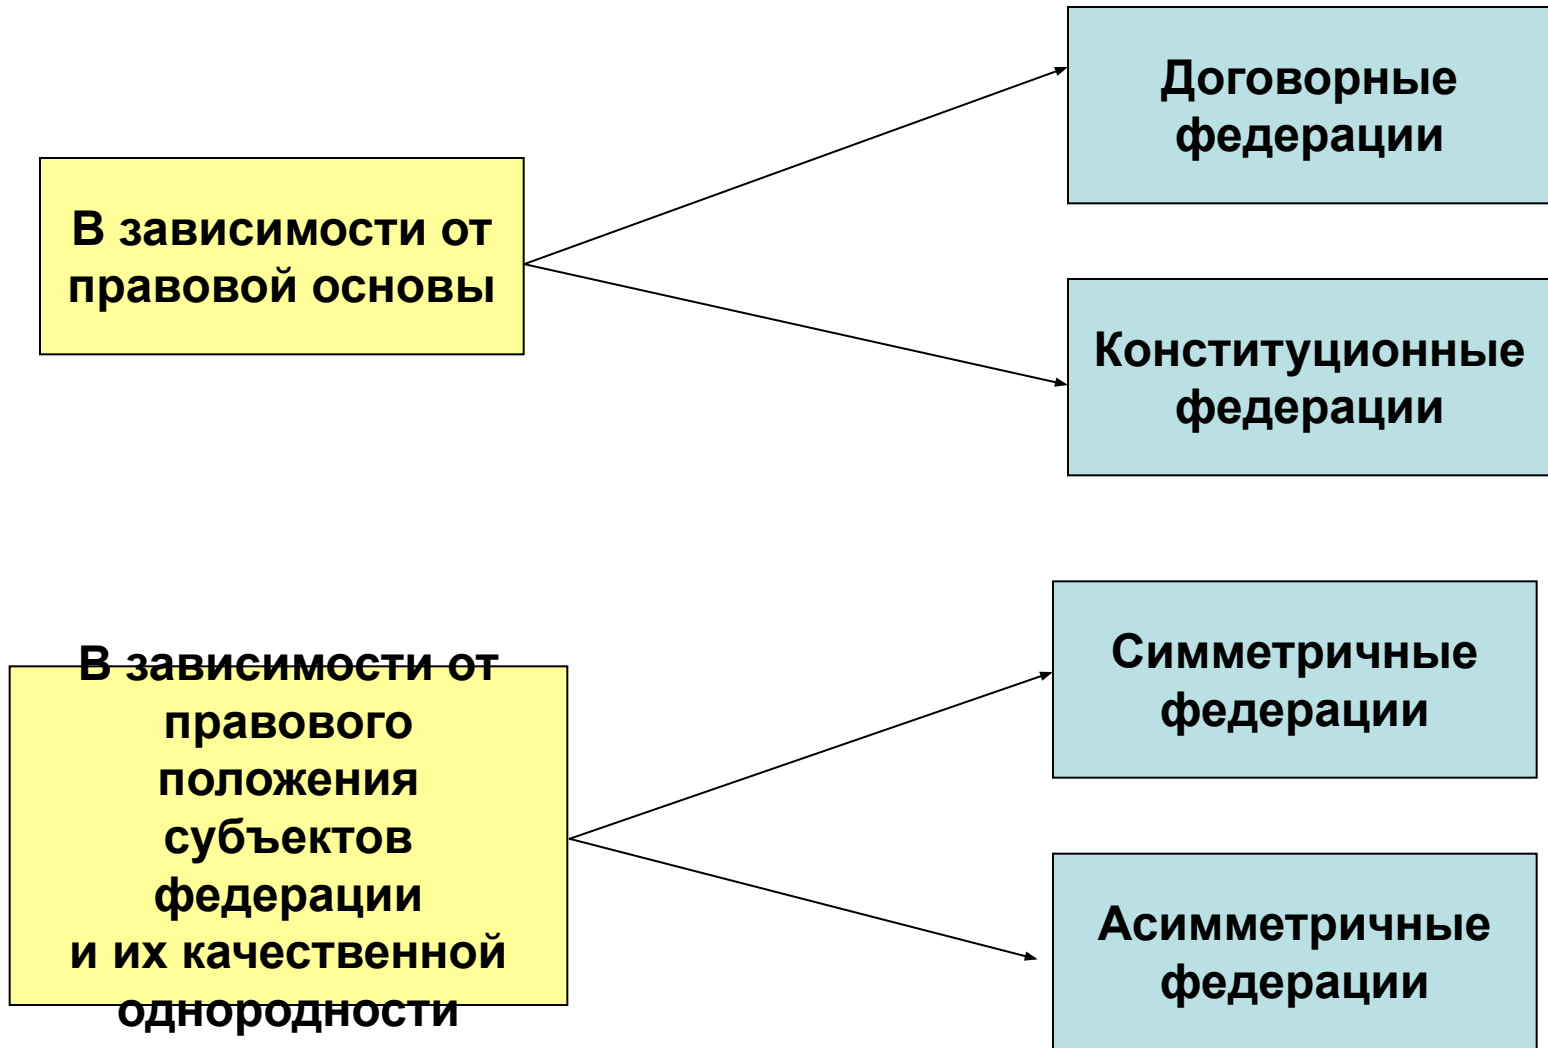 В зависимости от
правовой основы
Договорные
федерации
Конституционные
федерации
В зависимости от
правового
положения
субъектов
федерации
и их качественной
однородности
Симметричные
федерации
Асимметричные
федерации